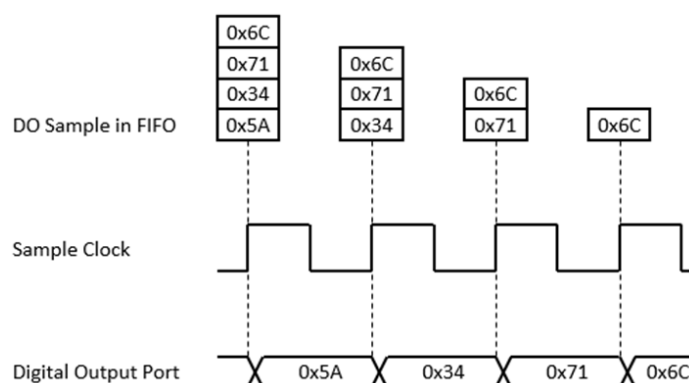 0x6C
0x71 0x6C
0x34 0x71 0x6C
DO Sample in FIFO 0x5A 0x34 0x71 0x6C
Sample Clock
Digital Output Port 0x5A 0x34 0x71 0x6C